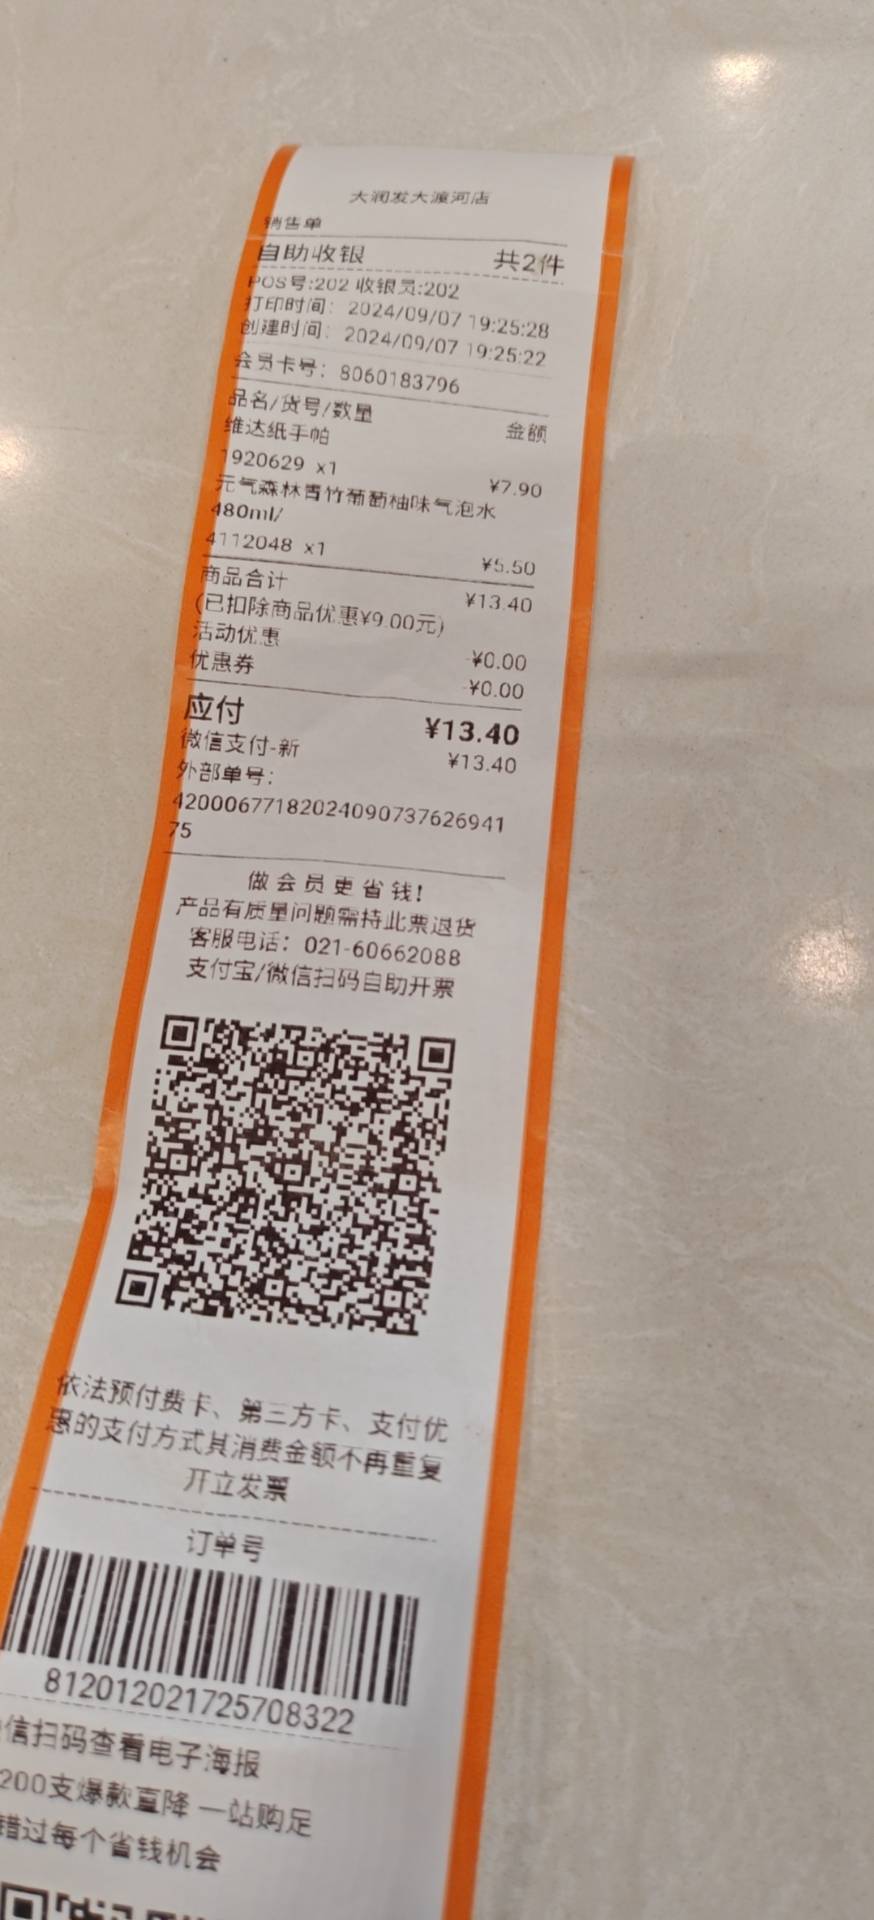 大润发大渡河店
销售单
自助收银 共2件
POS号:202 收银员:202
打印时间: 2024/09/07 19:25:28
创建时间: 2024/09/07 19:25:22
会员卡号: 8060183796
品名/货号/数量 金额
维达纸手帕
1920629 x1 ¥7.90
元气森林青竹葡萄柚味气泡水
480ml/
4112048 x1 ¥5.50
商品合计 ¥13.40
(已扣除商品优惠¥9.00元)
活动优惠 -¥0.00
优惠券 -¥0.00
应付 ¥13.40
微信支付-新 ¥13.40
外部单号:
42000677182024090737626941
75
做会员更省钱!
产品有质量问题需持此票退货
客服电话: 021-60662088
支付宝/微信扫码自助开票
依法预付费卡、第三方卡、支付优
惠的支付方式其消费金额不再重复
开立发票
订单号
812012021725708322
信扫码查看电子海报
200支爆款直降 一站购足
错过每个省钱机会